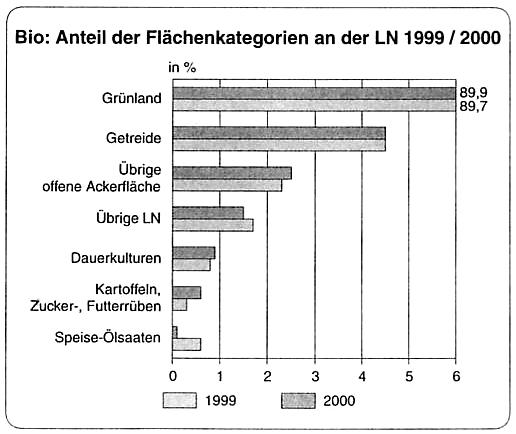 Bio: Anteil der Flächenkategorien an der LN 1999 / 2000
in %
Grünland
89,9
89,7
Getreide
Übrige
offene Ackerfläche
Übrige LN
Dauerkulturen
Kartoffeln,
Zucker-, Futterrüben
Speise-Ölsaaten
0 1 2 3 4 5 6
1999 2000